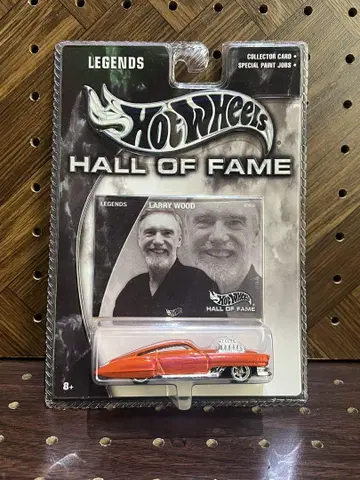 LEGENDS
COLLECTOR CARD •
SPECIAL PAINT JOBS •
Hot Wheels
HALL OF FAME
LEGENDS
LARRY WOOD
Hot Wheels
HALL OF FAME
8+